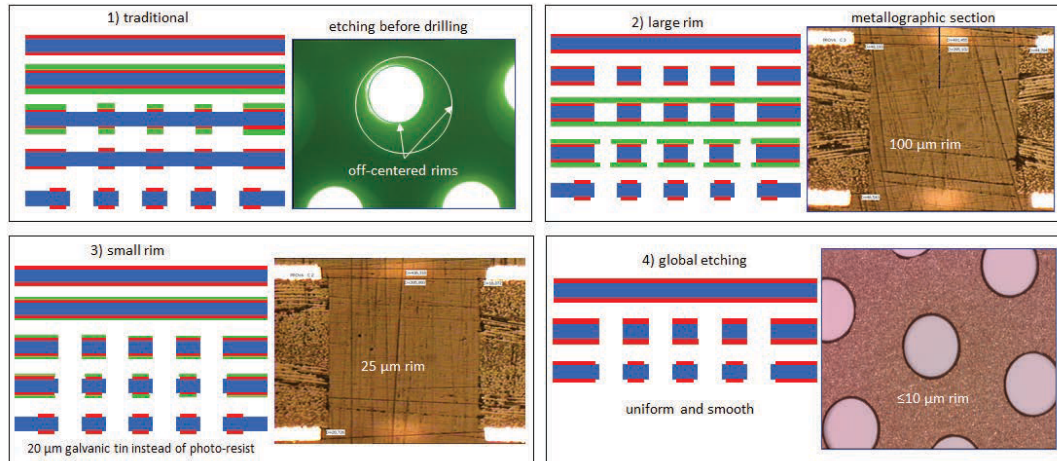 1) traditional
etching before drilling
off-centered rims
2) large rim
metallographic section
100 µm rim
3) small rim
25 µm rim
20 µm galvanic tin instead of photo-resist
4) global etching
uniform and smooth
≤10 µm rim